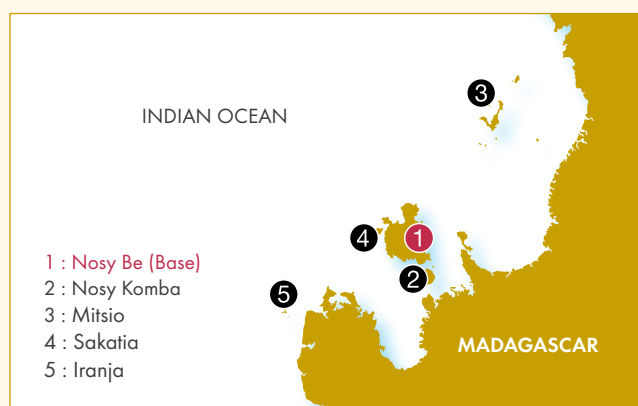 3
INDIAN OCEAN
4
1
2
5
1 : Nosy Be (Base)
2 : Nosy Komba
3 : Mitsio
4 : Sakatia
5 : Iranja
MADAGASCAR